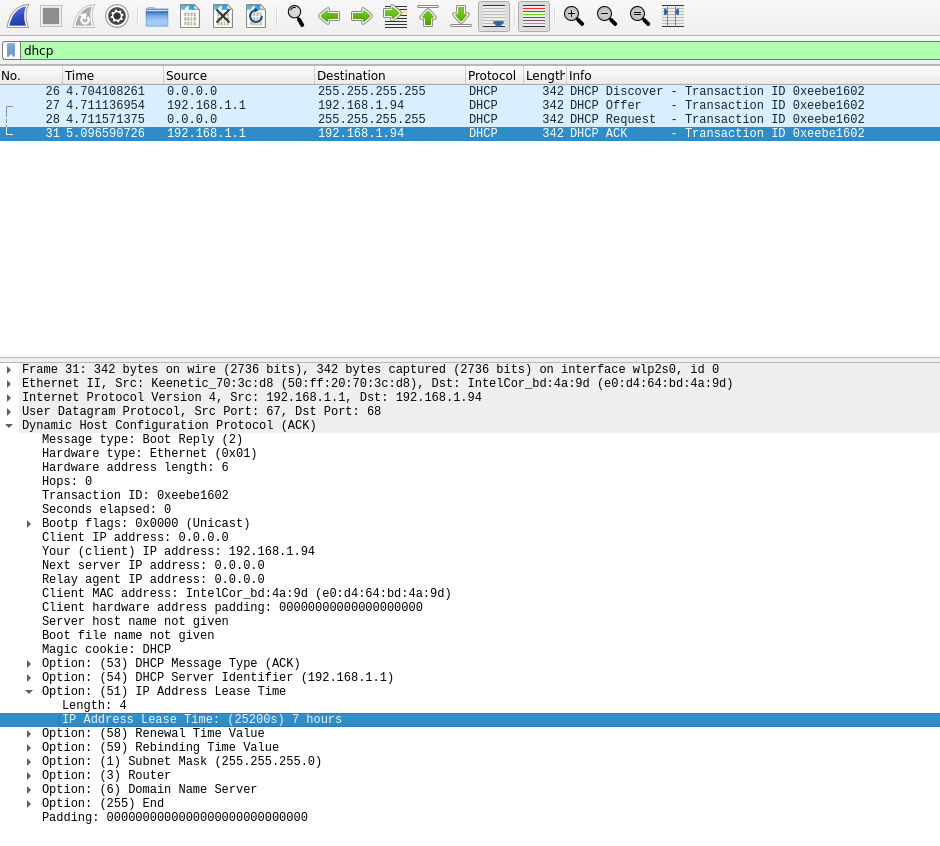 dhcp
No. Time Source Destination Protocol Length Info
26 4.704108261 0.0.0.0 255.255.255.255 DHCP 342 DHCP Discover - Transaction ID 0xeebe1602
27 4.711136954 192.168.1.1 192.168.1.94 DHCP 342 DHCP Offer - Transaction ID 0xeebe1602
28 4.711571375 0.0.0.0 255.255.255.255 DHCP 342 DHCP Request - Transaction ID 0xeebe1602
31 5.096590726 192.168.1.1 192.168.1.94 DHCP 342 DHCP ACK - Transaction ID 0xeebe1602
Frame 31: 342 bytes on wire (2736 bits), 342 bytes captured (2736 bits) on interface wlp2s0, id 0
Ethernet II, Src: Keenetic_70:3c:d8 (50:ff:20:70:3c:d8), Dst: IntelCor_bd:4a:9d (e0:d4:64:bd:4a:9d)
Internet Protocol Version 4, Src: 192.168.1.1, Dst: 192.168.1.94
User Datagram Protocol, Src Port: 67, Dst Port: 68
Dynamic Host Configuration Protocol (ACK)
Message type: Boot Reply (2)
Hardware type: Ethernet (0x01)
Hardware address length: 6
Hops: 0
Transaction ID: 0xeebe1602
Seconds elapsed: 0
Bootp flags: 0x0000 (Unicast)
Client IP address: 0.0.0.0
Your (client) IP address: 192.168.1.94
Next server IP address: 0.0.0.0
Relay agent IP address: 0.0.0.0
Client MAC address: IntelCor_bd:4a:9d (e0:d4:64:bd:4a:9d)
Client hardware address padding: 00000000000000000000
Server host name not given
Boot file name not given
Magic cookie: DHCP
Option: (53) DHCP Message Type (ACK)
Option: (54) DHCP Server Identifier (192.168.1.1)
Option: (51) IP Address Lease Time
Length: 4
IP Address Lease Time: (25200s) 7 hours
Option: (58) Renewal Time Value
Option: (59) Rebinding Time Value
Option: (1) Subnet Mask (255.255.255.0)
Option: (3) Router
Option: (6) Domain Name Server
Option: (255) End
Padding: 0000000000000000000000000000